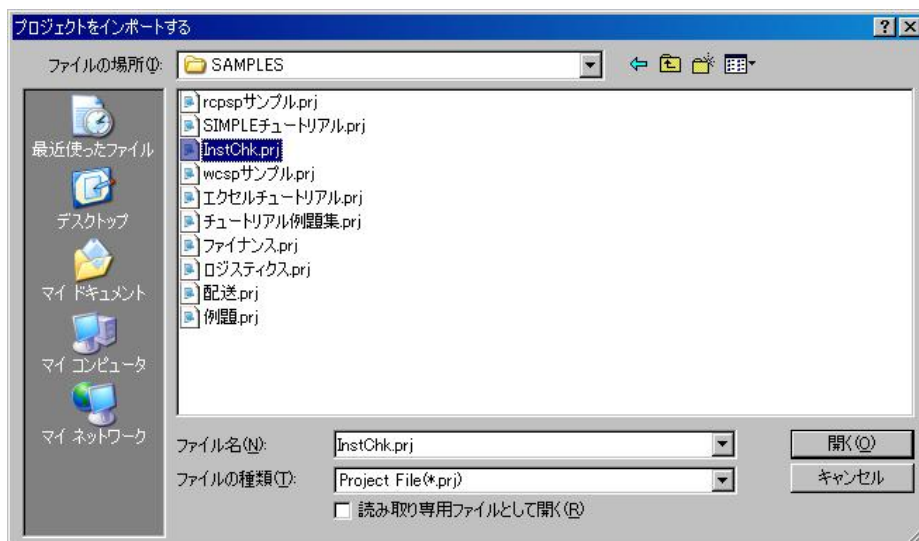 プロジェクトをインポートする
ファイルの場所(I):
SAMPLES
最近使ったファイル
デスクトップ
マイ ドキュメント
マイ コンピュータ
マイ ネットワーク
rcpspサンプル.prj
SIMPLEチュートリアル.prj
InstChk.prj
wcspサンプル.prj
エクセルチュートリアル.prj
チュートリアル例題集.prj
ファイナンス.prj
ロジスティクス.prj
配送.prj
例題.prj
ファイル名(N):
InstChk.prj
開く(O)
ファイルの種類(T):
Project File(*.prj)
キャンセル
読み取り専用ファイルとして開く(R)